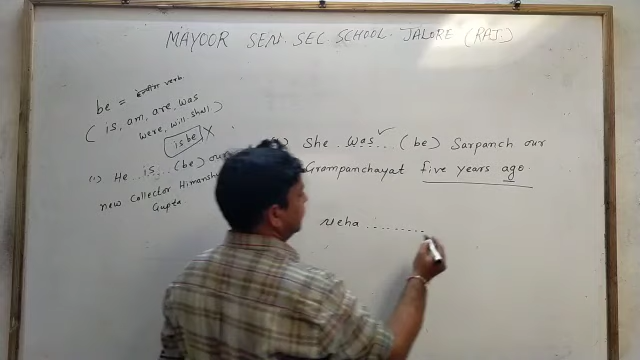 MAYOOR SEN. SEC. SCHOOL. JALORE (RAJ.)
be = verb.
( is, am, are, was
were, will, shall )
is be X
(1.) He .. is... (be) our
new Collector Himanshu
Gupta.
She .was.. ✓ (be) Sarpanch our
Grampanchayat five years ago.
Neha ..........